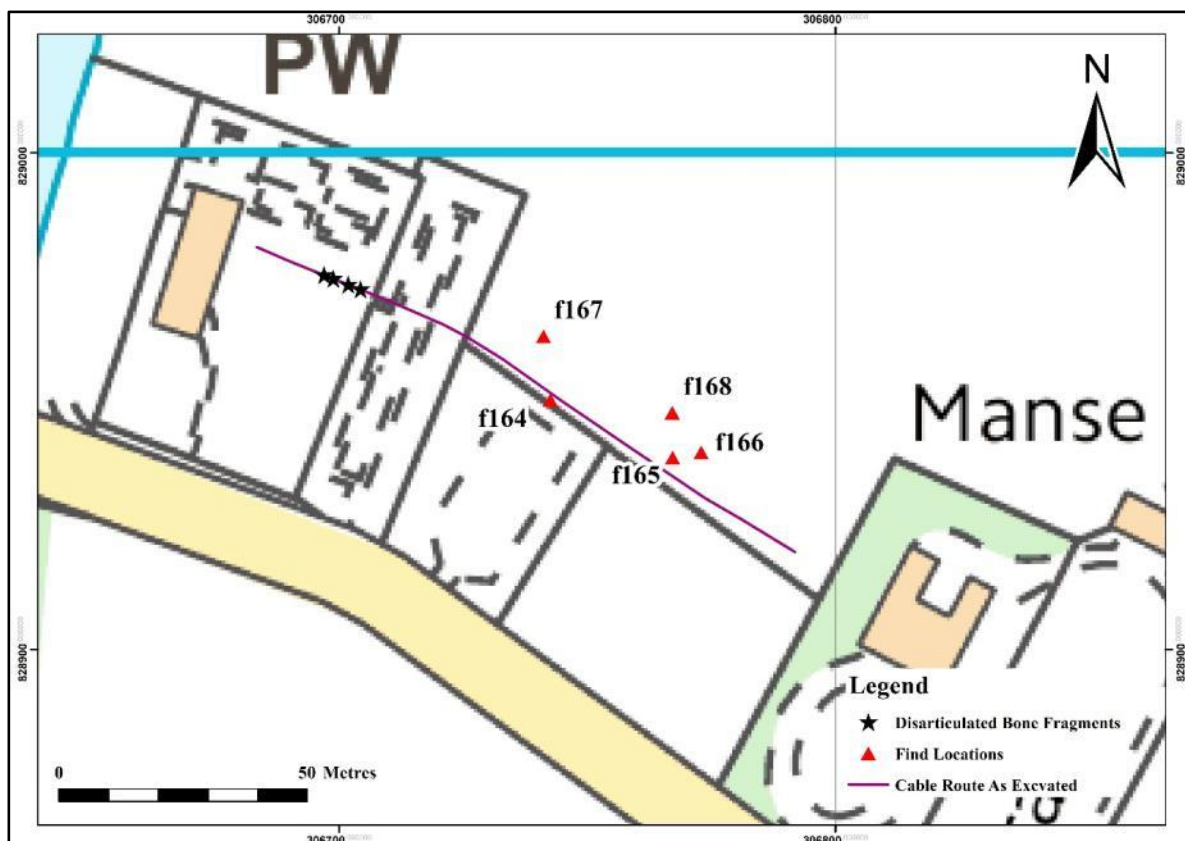 306700
306800
PW
N
829000
829000
f167
f168
f164
f166
f165
Manse
828900
828900
Legend
Disarticulated Bone Fragments
Find Locations
Cable Route As Excvated
0 50 Metres
306700
306800